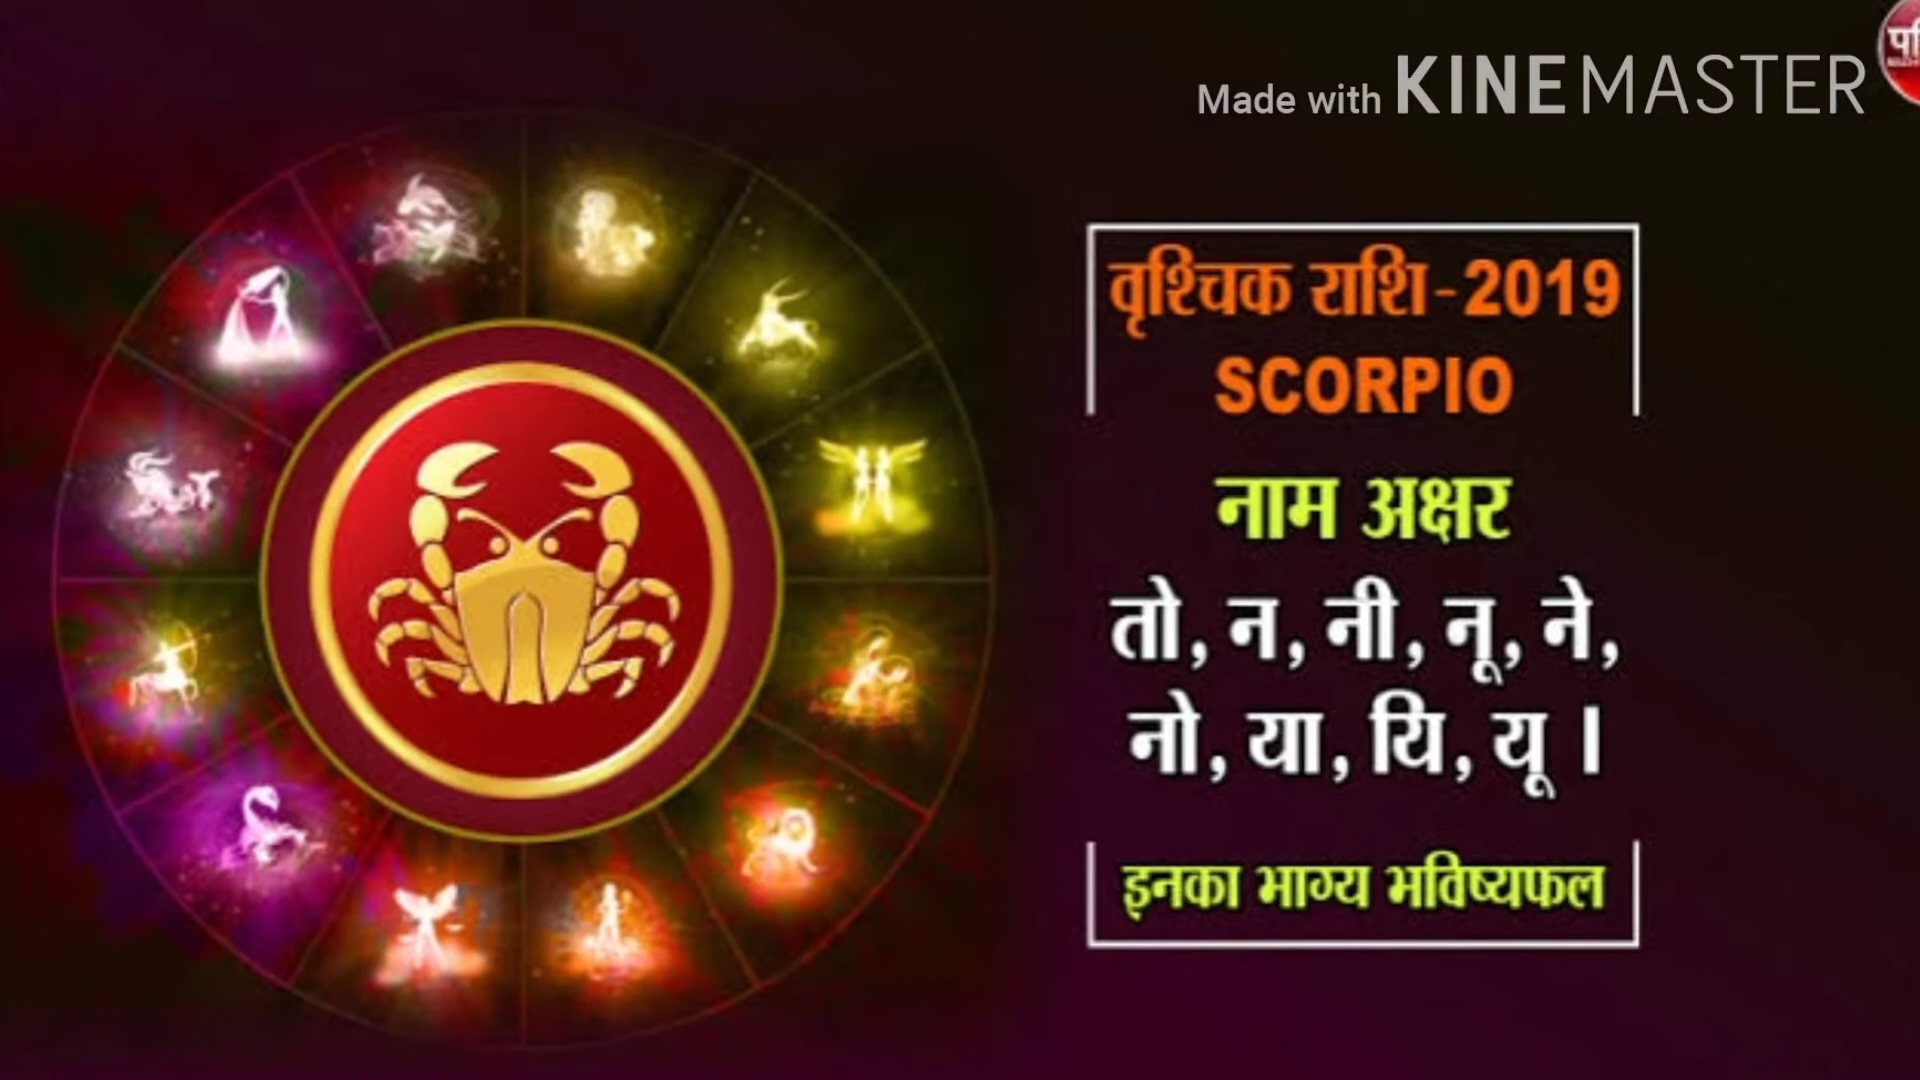 Made with KINEMASTER
वृश्चिक राशि-2019
SCORPIO
नाम अक्षर
तो, न, नी, नू, ने,
नो, या, यि, यू ।
इनका भाग्य भविष्यफल